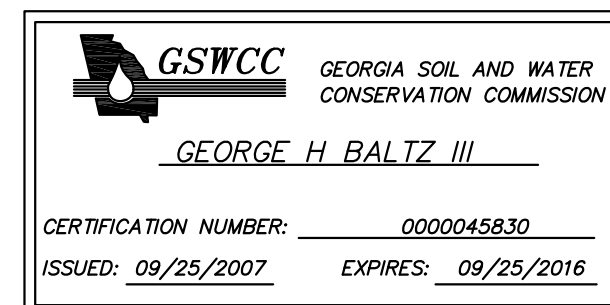 GSWCC
GEORGIA SOIL AND WATER
CONSERVATION COMMISSION
GEORGE H BALTZ III
CERTIFICATION NUMBER: 0000045830
ISSUED: 09/25/2007 EXPIRES: 09/25/2016